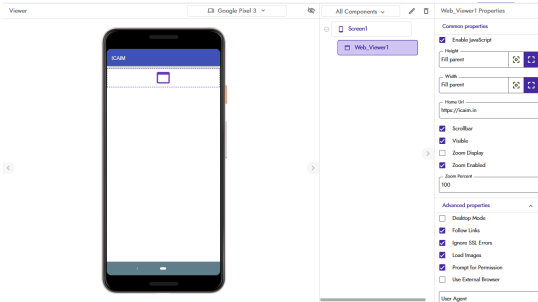 Viewer
Google Pixel 3
ICAIM
All Components
Screen1
Web_Viewer1
Web_Viewer1 Properties
Common properties
Enable JavaScript
Height
Fill parent
Width
Fill parent
Home Url
https://icaim.in
Scrollbar
Visible
Zoom Display
Zoom Enabled
Zoom Percent
100
Advanced properties
Desktop Mode
Follow Links
Ignore SSL Errors
Load Images
Prompt for Permission
Use External Browser
User Agent